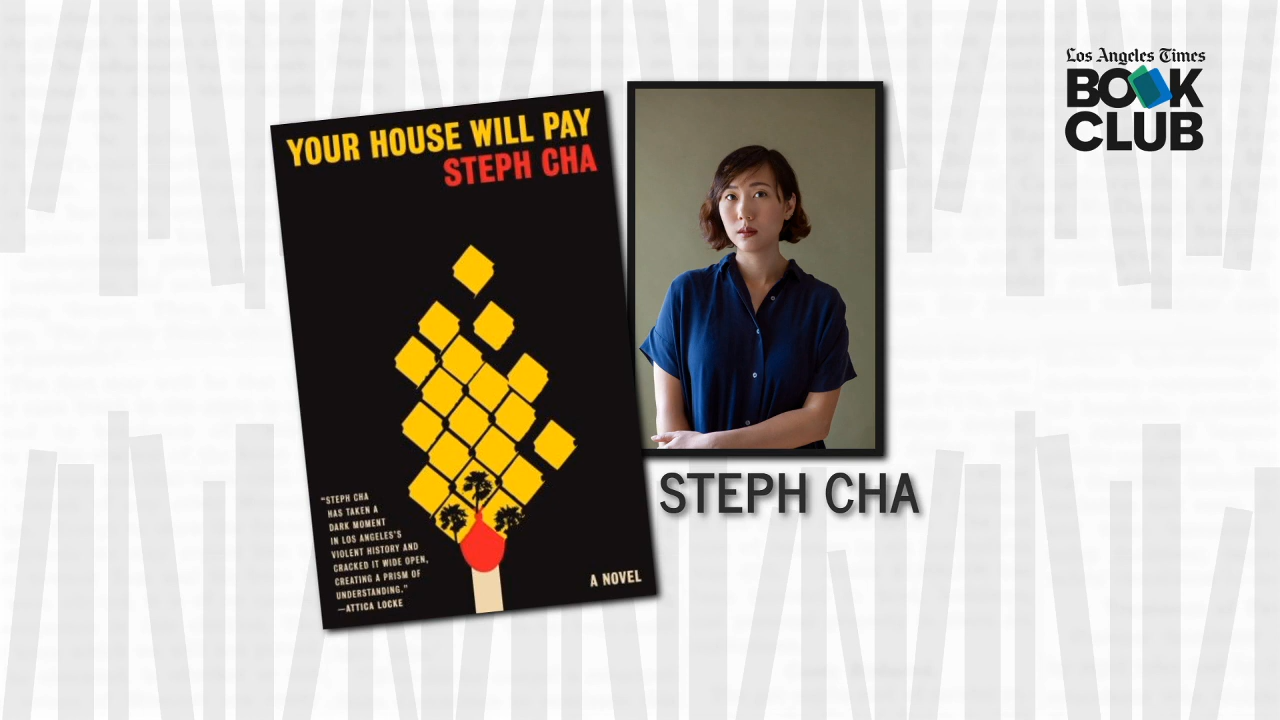 YOUR HOUSE WILL PAY
STEPH CHA
"STEPH CHA
HAS TAKEN A
DARK MOMENT
IN LOS ANGELES'S
VIOLENT HISTORY AND
CRACKED IT WIDE OPEN,
CREATING A PRISM OF
UNDERSTANDING."
—ATTICA LOCKE
A NOVEL
STEPH CHA
Los Angeles Times
BOOK
CLUB